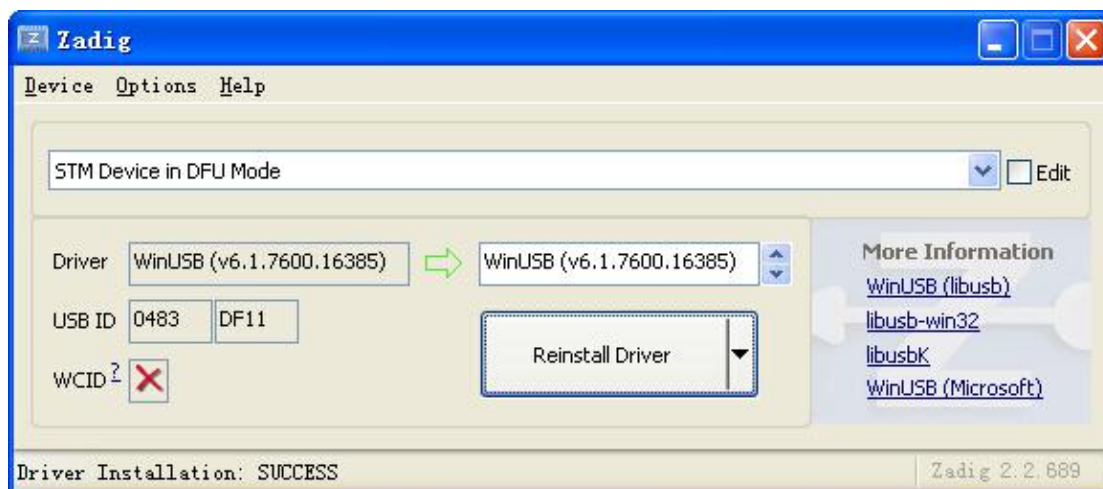 Zadig
Device Options Help
STM Device in DFU Mode
Edit
Driver WinUSB (v6.1.7600.16385) WinUSB (v6.1.7600.16385)
USB ID 0483 DF11
WCID ?
Reinstall Driver
More Information
WinUSB (libusb)
libusb-win32
libusbK
WinUSB (Microsoft)
Driver Installation: SUCCESS
Zadig 2.2.689